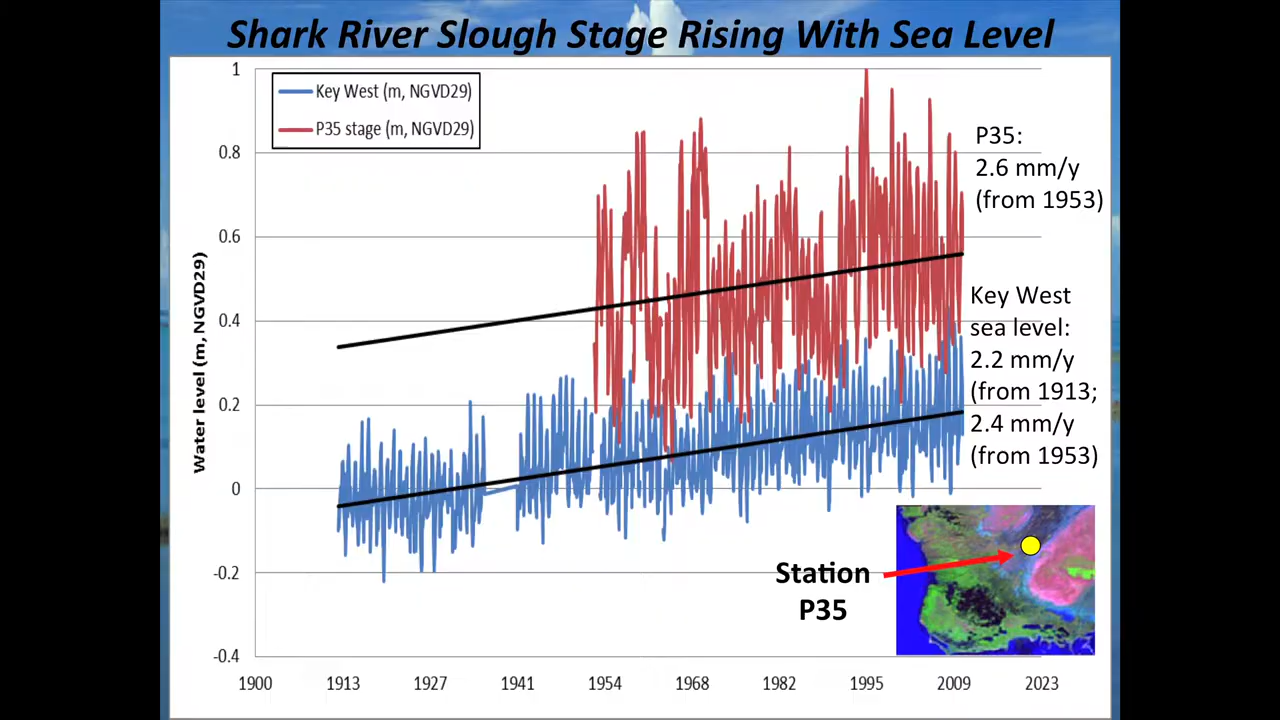 Shark River Slough Stage Rising With Sea Level
Key West (m, NGVD29)
P35 stage (m, NGVD29)
1
0.8
0.6
0.4
0.2
0
-0.2
-0.4
Water level (m, NGVD29)
1900 1913 1927 1941 1954 1968 1982 1995 2009 2023
P35:
2.6 mm/y
(from 1953)
Key West
sea level:
2.2 mm/y
(from 1913;
2.4 mm/y
(from 1953)
Station
P35